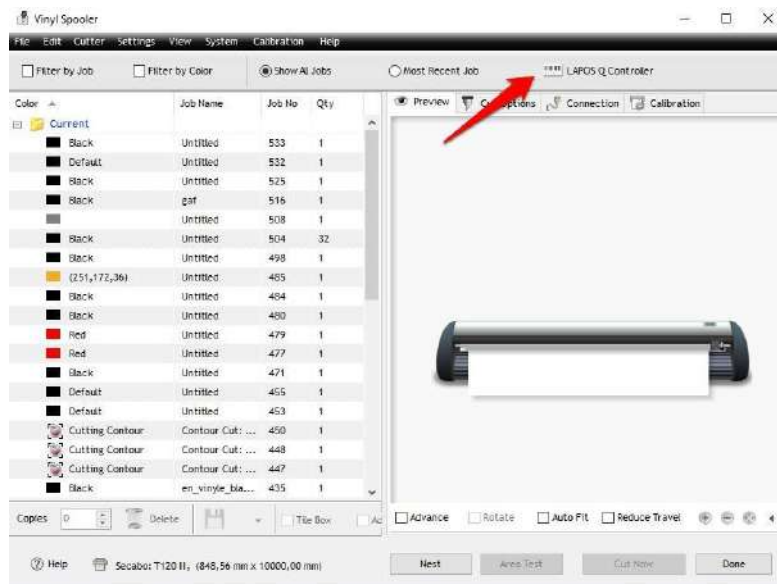 Vinyl Spooler
File Edit Cutter Settings View System Calibration Help
Filter by Job Filter by Color Show All Jobs Most Recent Job LAPOS Q Controller
Color Job Name Job No Qty
Preview Connection Calibration
Current
Black Untitled 533 1
Default Untitled 532 1
Black Untitled 525 1
Black gaf 516 1
Untitled 508 1
Black Untitled 504 32
Black Untitled 498 1
(251,172,36) Untitled 485 1
Black Untitled 484 1
Black Untitled 480 1
Red Untitled 479 1
Red Untitled 477 1
Black Untitled 471 1
Default Untitled 455 1
Default Untitled 453 1
Cutting Contour Contour Cut: ... 450 1
Cutting Contour Contour Cut: ... 448 1
Cutting Contour Contour Cut: ... 447 1
Black en_vinyle_bla... 435 1
Copies 0 Delete Tile Box
Advance Rotate Auto Fit Reduce Travel
Help Secabo: T120 II, (848,56 mm x 10000,00 mm) Nest Area Test Cut Now Done